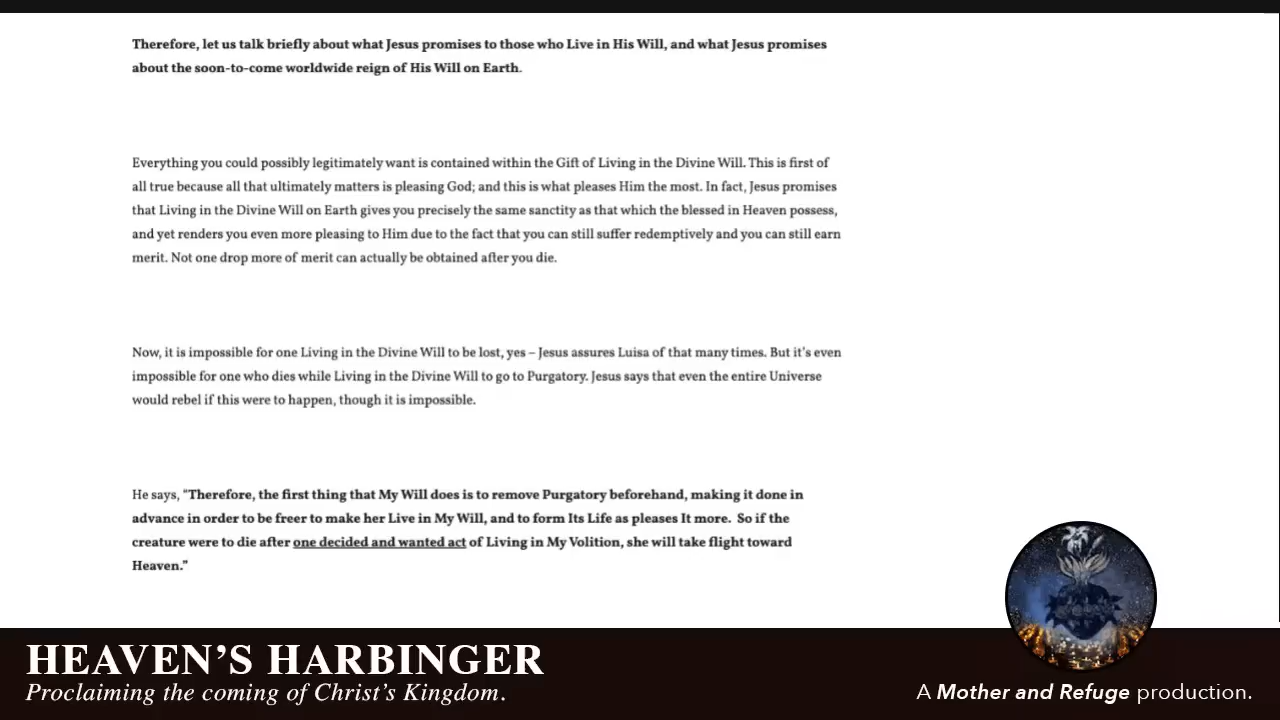 Therefore, let us talk briefly about what Jesus promises to those who Live in His Will, and what Jesus promises
about the soon-to-come worldwide reign of His Will on Earth.
Everything you could possibly legitimately want is contained within the Gift of Living in the Divine Will. This is first of
all true because all that ultimately matters is pleasing God; and this is what pleases Him the most. In fact, Jesus promises
that Living in the Divine Will on Earth gives you precisely the same sanctity as that which the blessed in Heaven possess,
and yet renders you even more pleasing to Him due to the fact that you can still suffer redemptively and you can still earn
merit. Not one drop more of merit can actually be obtained after you die.
Now, it is impossible for one Living in the Divine Will to be lost, yes – Jesus assures Luisa of that many times. But it's even
impossible for one who dies while Living in the Divine Will to go to Purgatory. Jesus says that even the entire Universe
would rebel if this were to happen, though it is impossible.
He says, "Therefore, the first thing that My Will does is to remove Purgatory beforehand, making it done in
advance in order to be freer to make her Live in My Will, and to form Its Life as pleases It more. So if the
creature were to die after one decided and wanted act of Living in My Volition, she will take flight toward
Heaven."
HEAVEN'S HARBINGER
Proclaiming the coming of Christ's Kingdom.
A Mother and Refuge production.